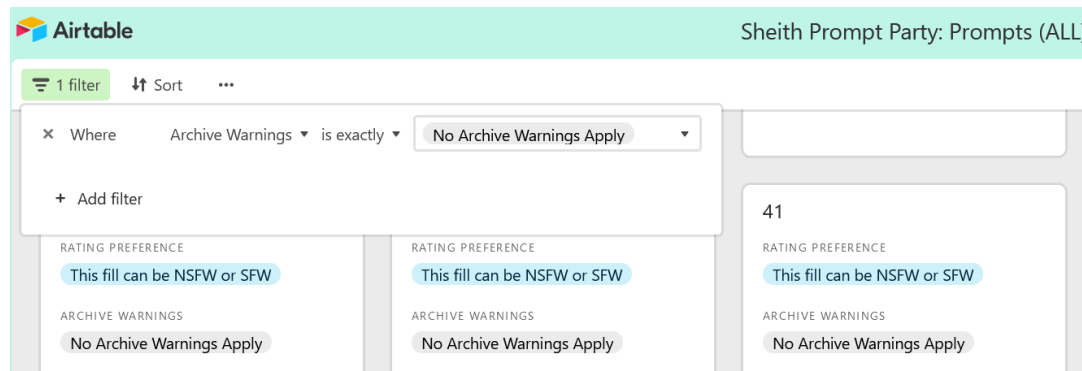 Airtable
Sheith Prompt Party: Prompts (ALL)
1 filter Sort ...
× Where Archive Warnings is exactly No Archive Warnings Apply
+ Add filter
41
RATING PREFERENCE RATING PREFERENCE RATING PREFERENCE
This fill can be NSFW or SFW This fill can be NSFW or SFW This fill can be NSFW or SFW
ARCHIVE WARNINGS ARCHIVE WARNINGS ARCHIVE WARNINGS
No Archive Warnings Apply No Archive Warnings Apply No Archive Warnings Apply